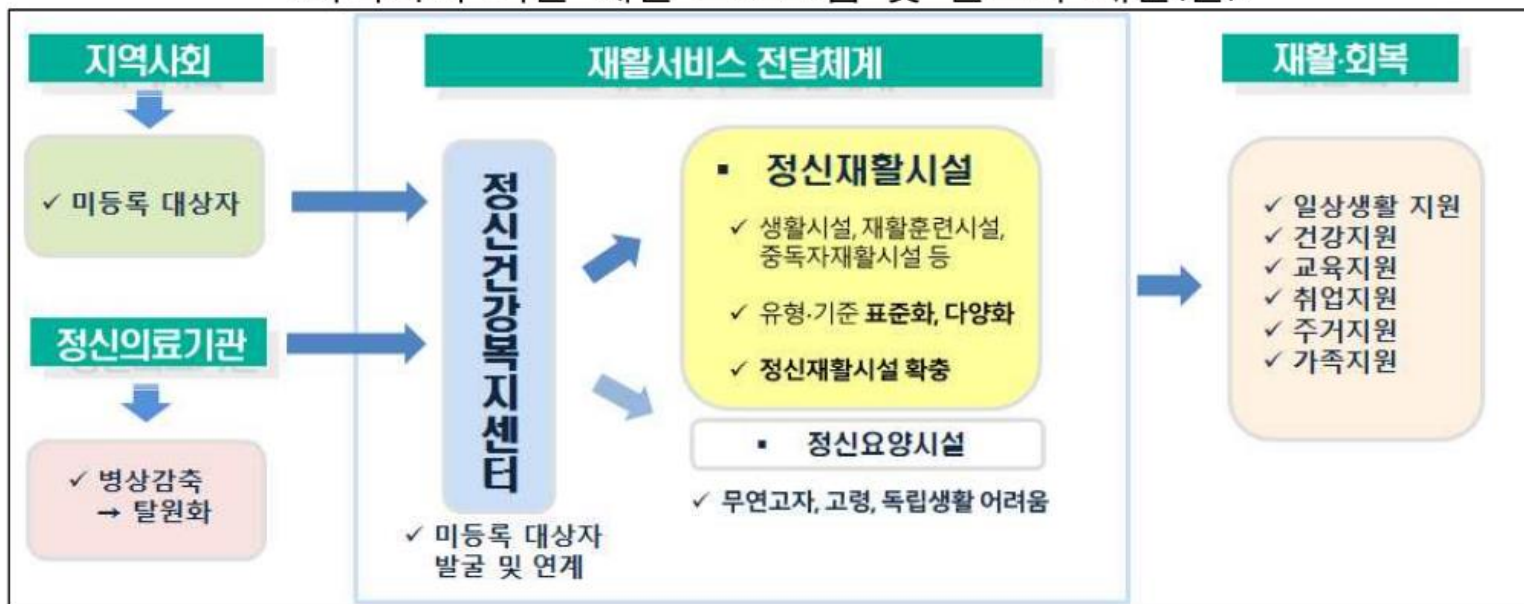 지역사회
✓ 미등록 대상자
정신의료기관
✓ 병상감축
→ 탈원화
재활서비스 전달체계
정신건강복지센터
✓ 미등록 대상자
발굴 및 연계
▪ 정신재활시설
✓ 생활시설, 재활훈련시설,
중독자재활시설 등
✓ 유형·기준 표준화, 다양화
✓ 정신재활시설 확충
▪ 정신요양시설
✓ 무연고자, 고령, 독립생활 어려움
재활·회복
✓ 일상생활 지원
✓ 건강지원
✓ 교육지원
✓ 취업지원
✓ 주거지원
✓ 가족지원